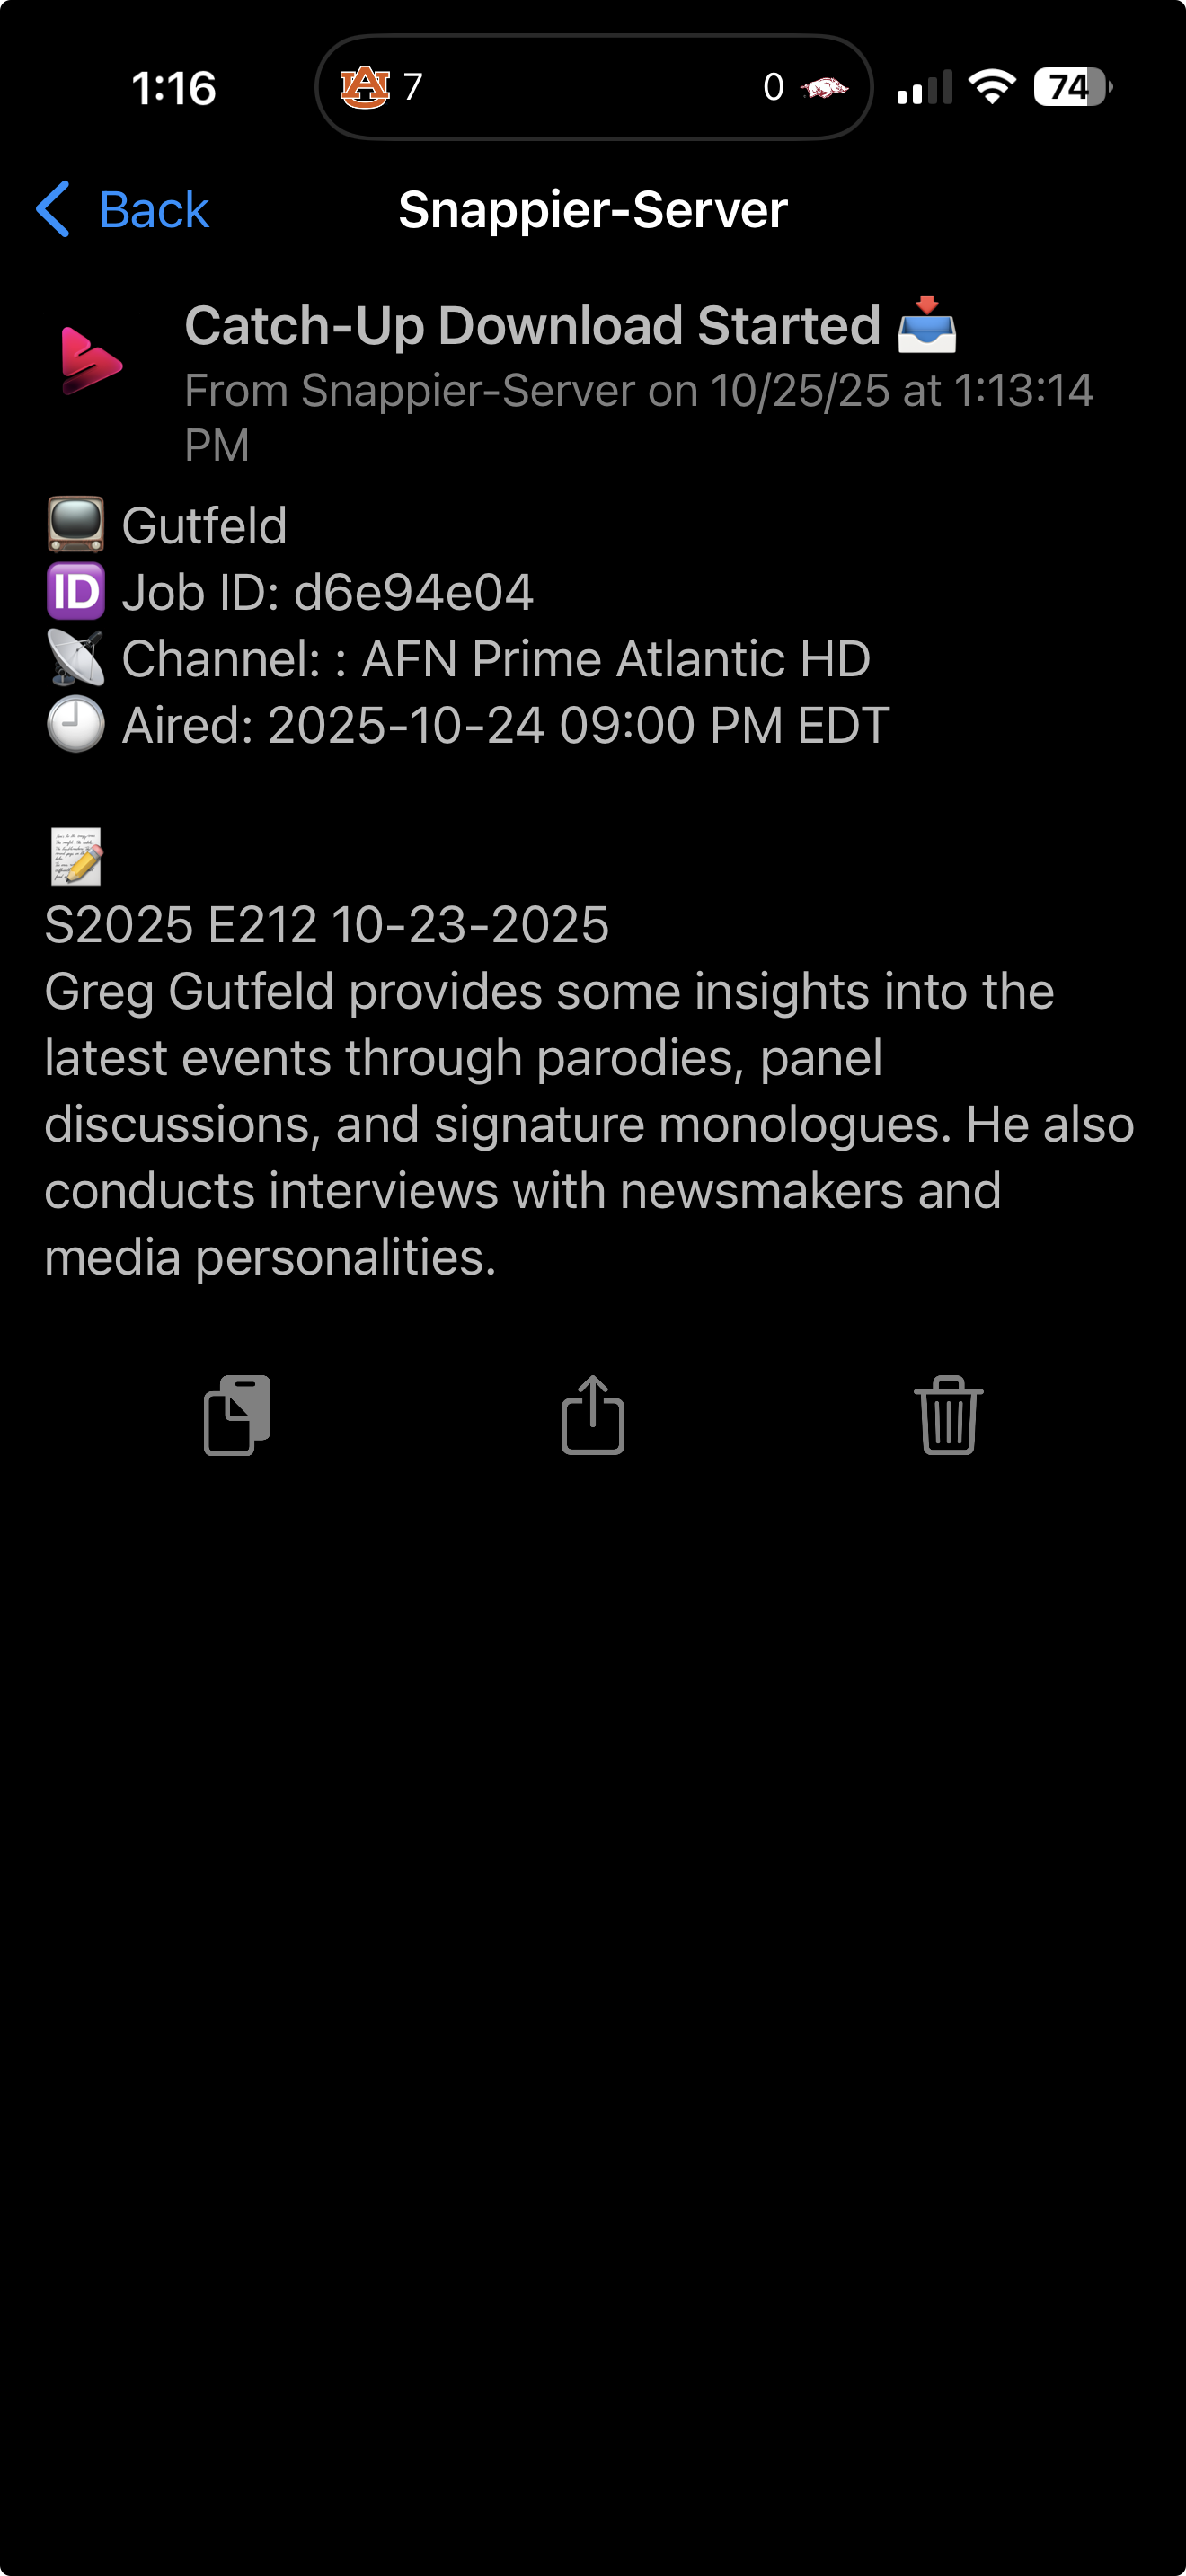 1:16
7
0
74
Back
Snappier-Server
Catch-Up Download Started 📥
From Snappier-Server on 10/25/25 at 1:13:14
PM
📺 Gutfeld
🆔 Job ID: d6e94e04
📡 Channel: : AFN Prime Atlantic HD
🕘 Aired: 2025-10-24 09:00 PM EDT
📝
S2025 E212 10-23-2025
Greg Gutfeld provides some insights into the
latest events through parodies, panel
discussions, and signature monologues. He also
conducts interviews with newsmakers and
media personalities.